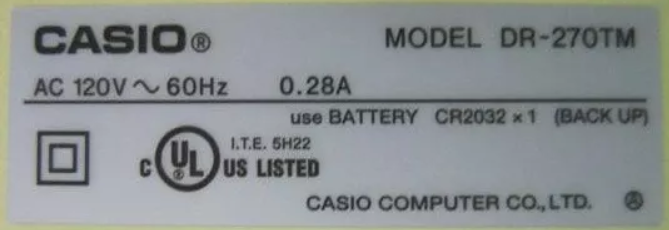 CASIO®
MODEL DR-270TM
AC 120V ~ 60Hz 0.28A
use BATTERY CR2032 × 1 (BACK UP)
I.T.E. 5H22
C UL® US LISTED
CASIO COMPUTER CO.,LTD.